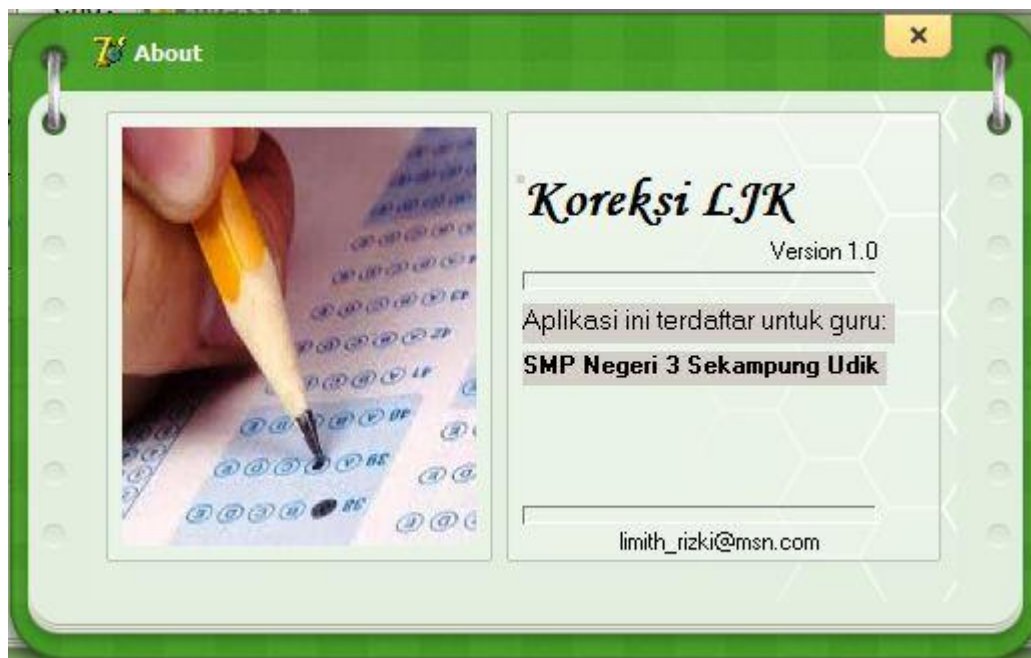 About
Koreksi LJK
Version 1.0
Aplikasi ini terdaftar untuk guru:
SMP Negeri 3 Sekampung Udik
limith_rizki@msn.com